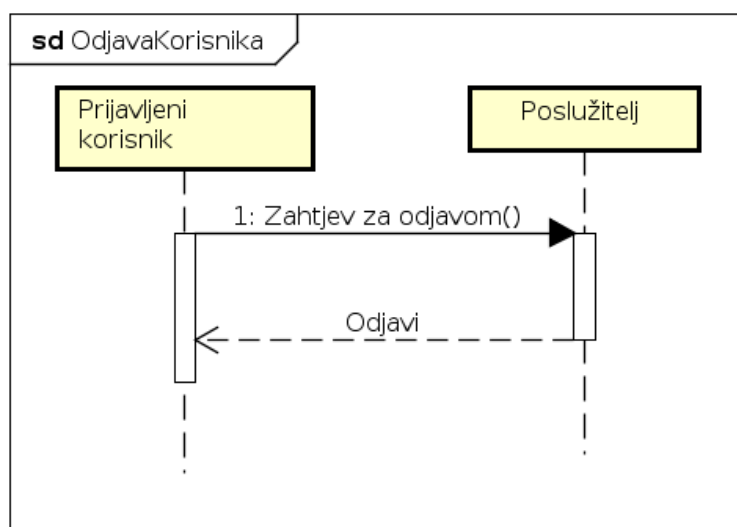 sd OdjavaKorisnika
Prijavljeni
korisnik
Poslužitelj
1: Zahtjev za odjavom()
Odjavi